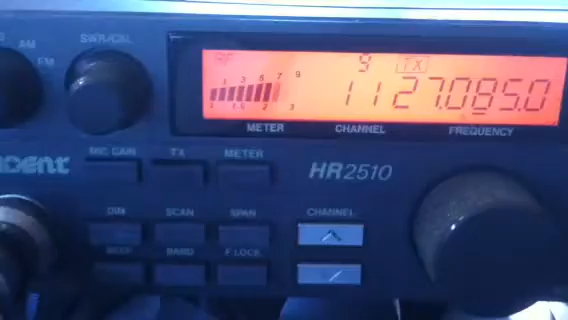 AM
FM
SWR/CAL
1 3 5 7 9
1 1.5 2 3
9
TX
11 27.085.0
METER CHANNEL FREQUENCY
MIC GAIN TX METER
HR2510
DIM SCAN SPAN CHANNEL
MODE BAND F.LOCK